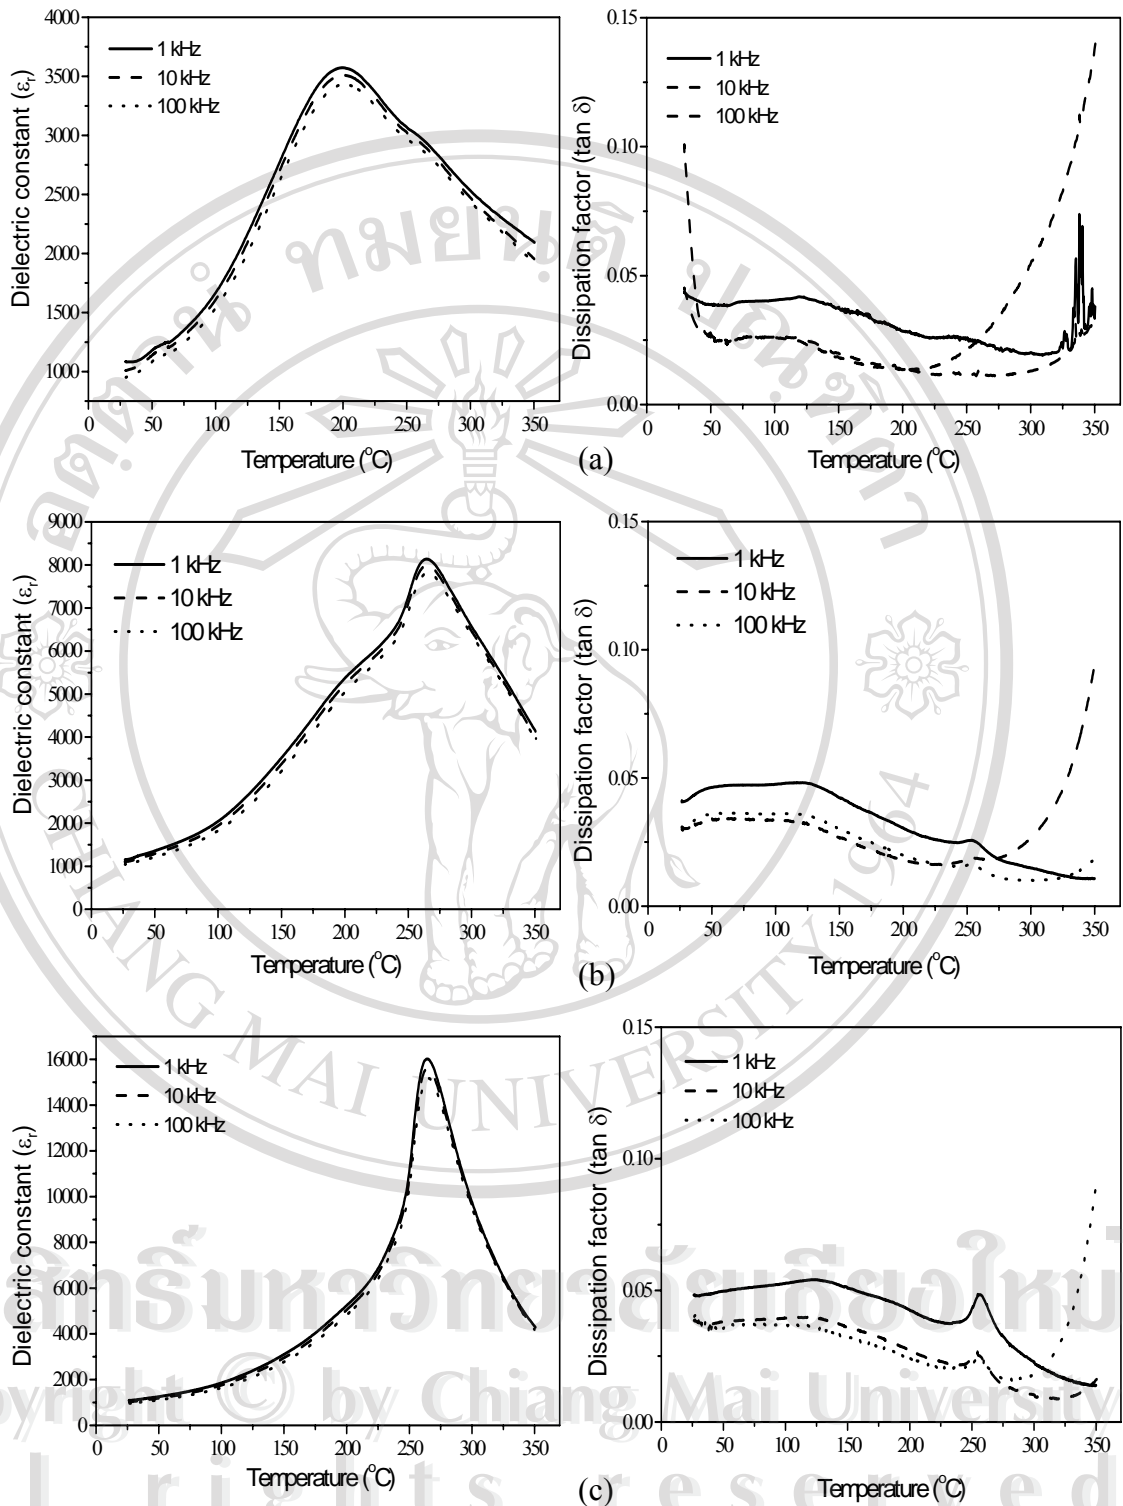 4000
3500
3000
2500
2000
1500
1000
Dielectric constant (εr)
1 kHz
10 kHz
100 kHz
0 50 100 150 200 250 300 350
Temperature (°C)
0.15
0.10
0.05
0.00
Dissipation factor (tan δ)
1 kHz
10 kHz
100 kHz
0 50 100 150 200 250 300 350
Temperature (°C)
(a)
9000
8000
7000
6000
5000
4000
3000
2000
1000
0
Dielectric constant (εr)
1 kHz
10 kHz
100 kHz
0 50 100 150 200 250 300 350
Temperature (°C)
0.15
0.10
0.05
0.00
Dissipation factor (tan δ)
1 kHz
10 kHz
100 kHz
0 50 100 150 200 250 300 350
Temperature (°C)
(b)
16000
14000
12000
10000
8000
6000
4000
2000
0
Dielectric constant (εr)
1 kHz
10 kHz
100 kHz
0 50 100 150 200 250 300 350
Temperature (°C)
0.15
0.10
0.05
0.00
Dissipation factor (tan δ)
1 kHz
10 kHz
100 kHz
0 50 100 150 200 250 300 350
Temperature (°C)
(c)
CHIANG MAI UNIVERSITY 1964
opyright © by Chiang Mai University
l rights reserved